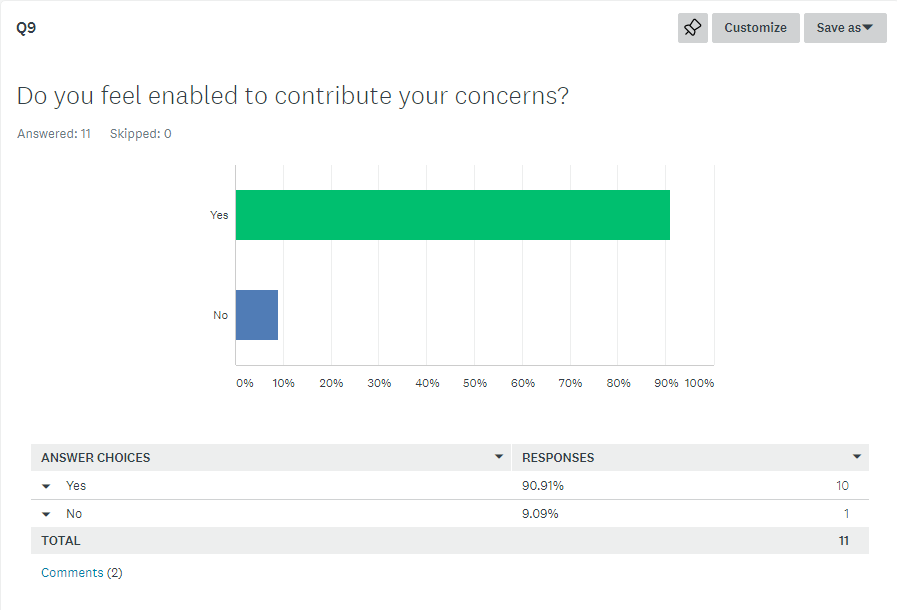 Q9
Customize
Save as
Do you feel enabled to contribute your concerns?
Answered: 11 Skipped: 0
Yes
No
0% 10% 20% 30% 40% 50% 60% 70% 80% 90% 100%
ANSWER CHOICES RESPONSES
Yes 90.91% 10
No 9.09% 1
TOTAL 11
Comments (2)